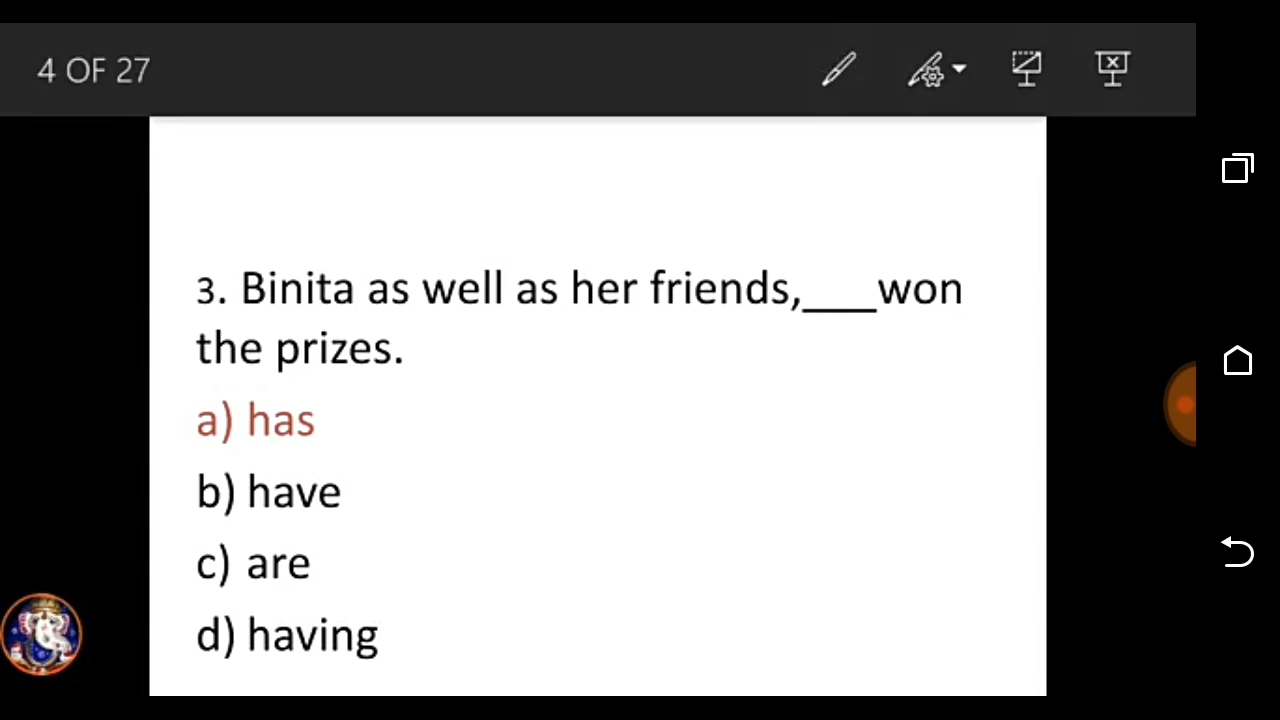 4 OF 27
3. Binita as well as her friends,___won
the prizes.
a) has
b) have
c) are
d) having